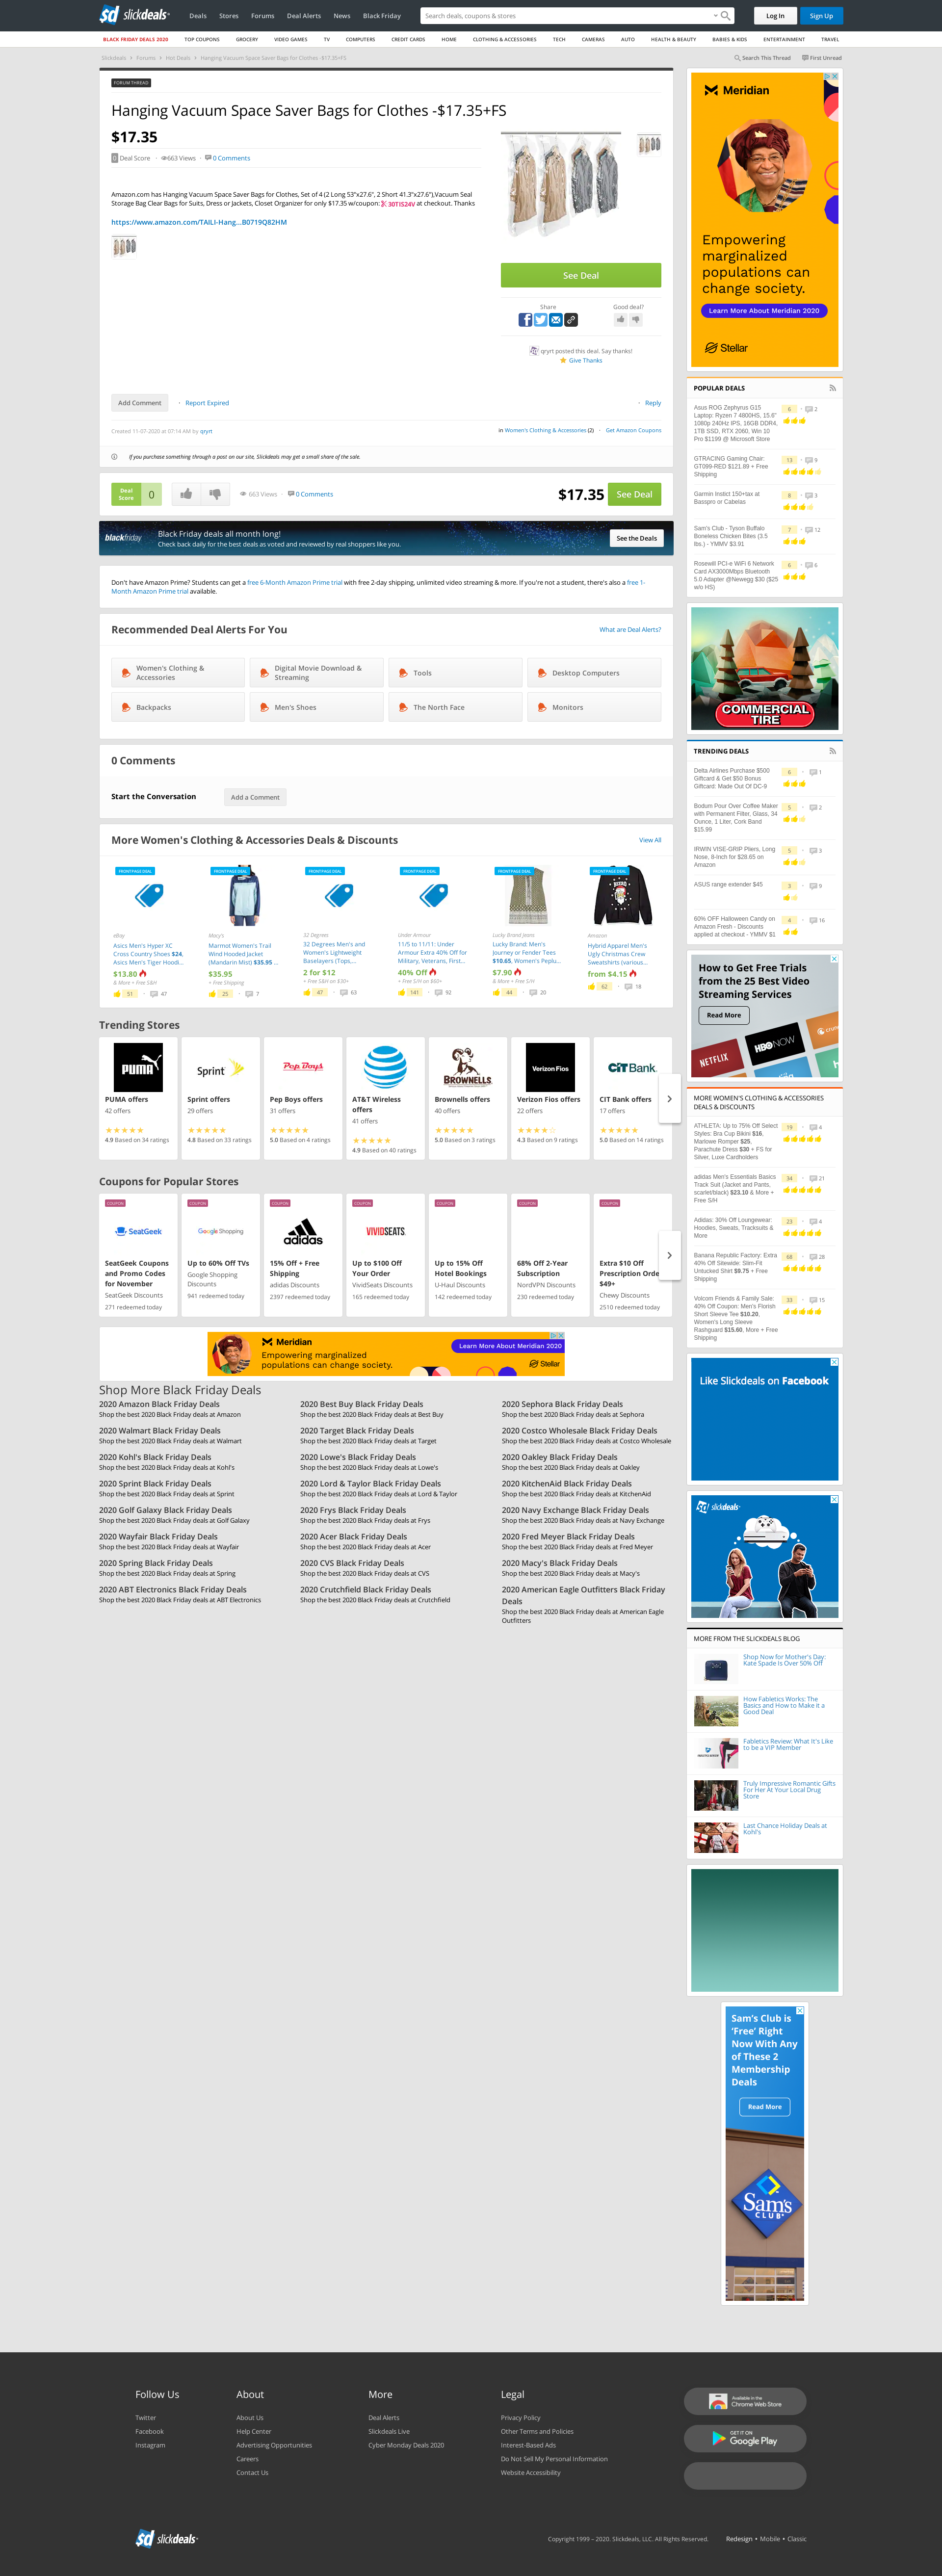 slickdeals
Deals
Stores
Forums
Deal Alerts
News
Black Friday
Search deals, coupons & stores
Log In
Sign Up
BLACK FRIDAY DEALS 2020
TOP COUPONS
GROCERY
VIDEO GAMES
TV
COMPUTERS
CREDIT CARDS
HOME
CLOTHING & ACCESSORIES
TECH
CAMERAS
AUTO
HEALTH & BEAUTY
BABIES & KIDS
ENTERTAINMENT
TRAVEL
Slickdeals
Forums
Hot Deals
Hanging Vacuum Space Saver Bags for Clothes -$17.35+FS
Search This Thread
First Unread
FORUM THREAD
Hanging Vacuum Space Saver Bags for Clothes -$17.35+FS
$17.35
0 Deal Score
663 Views
0 Comments
Amazon.com has Hanging Vacuum Space Saver Bags for Clothes, Set of 4 (2 Long 53"x27.6", 2 Short 41.3"x27.6"),Vacuum Seal
Storage Bag Clear Bags for Suits, Dress or Jackets, Closet Organizer for only $17.35 w/coupon: 30TIS24V at checkout. Thanks
https://www.amazon.com/TAILI-Hang...B0719Q82HM
See Deal
Share
Good deal?
qryrt posted this deal. Say thanks!
Give Thanks
Add Comment
Report Expired
Reply
Created 11-07-2020 at 07:14 AM by qryrt
in Women's Clothing & Accessories (2)
Get Amazon Coupons
If you purchase something through a post on our site, Slickdeals may get a small share of the sale.
Deal
Score
0
663 Views
0 Comments
$17.35
See Deal
blackfriday
Black Friday deals all month long!
Check back daily for the best deals as voted and reviewed by real shoppers like you.
See the Deals
Don't have Amazon Prime? Students can get a free 6-Month Amazon Prime trial with free 2-day shipping, unlimited video streaming & more. If you're not a student, there's also a free 1-
Month Amazon Prime trial available.
Recommended Deal Alerts For You
What are Deal Alerts?
Women's Clothing &
Accessories
Digital Movie Download &
Streaming
Tools
Desktop Computers
Backpacks
Men's Shoes
The North Face
Monitors
0 Comments
Start the Conversation
Add a Comment
More Women's Clothing & Accessories Deals & Discounts
View All
FRONTPAGE DEAL
eBay
Asics Men's Hyper XC
Cross Country Shoes $24,
Asics Men's Tiger Hoodi...
$13.80
& More + Free S&H
51
47
FRONTPAGE DEAL
Macy'S
Marmot Women's Trail
Wind Hooded Jacket
(Mandarin Mist) $35.95 ...
$35.95
+ Free Shipping
25
7
FRONTPAGE DEAL
32 Degrees
32 Degrees Men's and
Women's Lightweight
Baselayers (Tops,...
2 for $12
+ Free S&H on $30+
47
63
FRONTPAGE DEAL
Under Armour
11/5 to 11/11: Under
Armour Extra 40% Off for
Military, Veterans, First...
40% Off
+ Free S/H on $60+
141
92
FRONTPAGE DEAL
Lucky Brand Jeans
Lucky Brand: Men's
Journey or Fender Tees
$10.65, Women's Peplu...
$7.90
& More + Free S/H
44
20
FRONTPAGE DEAL
Amazon
Hybrid Apparel Men's
Ugly Christmas Crew
Sweatshirts (various...
from $4.15
62
18
Trending Stores
PUMA
PUMA offers
42 offers
4.9 Based on 34 ratings
Sprint
Sprint offers
29 offers
4.8 Based on 33 ratings
Pep Boys
Pep Boys offers
31 offers
5.0 Based on 4 ratings
AT&T Wireless
offers
41 offers
4.9 Based on 40 ratings
BROWNELLS
Brownells offers
40 offers
5.0 Based on 3 ratings
Verizon Fios
Verizon Fios offers
22 offers
4.3 Based on 9 ratings
CIT BANK
CIT Bank offers
17 offers
5.0 Based on 14 ratings
Coupons for Popular Stores
COUPON
SeatGeek
SeatGeek Coupons
and Promo Codes
for November
SeatGeek Discounts
271 redeemed today
COUPON
Google Shopping
Up to 60% Off TVs
Google Shopping
Discounts
941 redeemed today
COUPON
adidas
15% Off + Free
Shipping
adidas Discounts
2397 redeemed today
COUPON
VIVIDSEATS
Up to $100 Off
Your Order
VividSeats Discounts
165 redeemed today
COUPON
Up to 15% Off
Hotel Bookings
U-Haul Discounts
142 redeemed today
COUPON
68% Off 2-Year
Subscription
NordVPN Discounts
230 redeemed today
COUPON
Extra $10 Off
Prescription Orde
$49+
Chewy Discounts
2510 redeemed today
Meridian
Empowering marginalized
populations can change society.
Learn More About Meridian 2020
Stellar
Shop More Black Friday Deals
2020 Amazon Black Friday Deals
Shop the best 2020 Black Friday deals at Amazon
2020 Best Buy Black Friday Deals
Shop the best 2020 Black Friday deals at Best Buy
2020 Sephora Black Friday Deals
Shop the best 2020 Black Friday deals at Sephora
2020 Walmart Black Friday Deals
Shop the best 2020 Black Friday deals at Walmart
2020 Target Black Friday Deals
Shop the best 2020 Black Friday deals at Target
2020 Costco Wholesale Black Friday Deals
Shop the best 2020 Black Friday deals at Costco Wholesale
2020 Kohl's Black Friday Deals
Shop the best 2020 Black Friday deals at Kohl's
2020 Lowe's Black Friday Deals
Shop the best 2020 Black Friday deals at Lowe's
2020 Oakley Black Friday Deals
Shop the best 2020 Black Friday deals at Oakley
2020 Sprint Black Friday Deals
Shop the best 2020 Black Friday deals at Sprint
2020 Lord & Taylor Black Friday Deals
Shop the best 2020 Black Friday deals at Lord & Taylor
2020 KitchenAid Black Friday Deals
Shop the best 2020 Black Friday deals at KitchenAid
2020 Golf Galaxy Black Friday Deals
Shop the best 2020 Black Friday deals at Golf Galaxy
2020 Frys Black Friday Deals
Shop the best 2020 Black Friday deals at Frys
2020 Navy Exchange Black Friday Deals
Shop the best 2020 Black Friday deals at Navy Exchange
2020 Wayfair Black Friday Deals
Shop the best 2020 Black Friday deals at Wayfair
2020 Acer Black Friday Deals
Shop the best 2020 Black Friday deals at Acer
2020 Fred Meyer Black Friday Deals
Shop the best 2020 Black Friday deals at Fred Meyer
2020 Spring Black Friday Deals
Shop the best 2020 Black Friday deals at Spring
2020 CVS Black Friday Deals
Shop the best 2020 Black Friday deals at CVS
2020 Macy's Black Friday Deals
Shop the best 2020 Black Friday deals at Macy's
2020 ABT Electronics Black Friday Deals
Shop the best 2020 Black Friday deals at ABT Electronics
2020 Crutchfield Black Friday Deals
Shop the best 2020 Black Friday deals at Crutchfield
2020 American Eagle Outfitters Black Friday
Deals
Shop the best 2020 Black Friday deals at American Eagle
Outfitters
Meridian
Empowering
marginalized
populations can
change society.
Learn More About Meridian 2020
Stellar
POPULAR DEALS
Asus ROG Zephyrus G15
Laptop: Ryzen 7 4800HS, 15.6"
1080p 240Hz IPS, 16GB DDR4,
1TB SSD, RTX 2060, Win 10
Pro $1199 @ Microsoft Store
6
2
GTRACING Gaming Chair:
GT099-RED $121.89 + Free
Shipping
13
9
Garmin Instict 150+tax at
Basspro or Cabelas
8
3
Sam's Club - Tyson Buffalo
Boneless Chicken Bites (3.5
lbs.) - YMMV $3.91
7
12
Rosewill PCI-e WiFi 6 Network
Card AX3000Mbps Bluetooth
5.0 Adapter @Newegg $30 ($25
w/o HS)
6
6
COMMERCIAL
TIRE
TRENDING DEALS
Delta Airlines Purchase $500
Giftcard & Get $50 Bonus
Giftcard: Made Out Of DC-9
6
1
Bodum Pour Over Coffee Maker
with Permanent Filter, Glass, 34
Ounce, 1 Liter, Cork Band
$15.99
5
2
IRWIN VISE-GRIP Pliers, Long
Nose, 8-Inch for $28.65 on
Amazon
5
3
ASUS range extender $45
3
9
60% OFF Halloween Candy on
Amazon Fresh - Discounts
applied at checkout - YMMV $1
4
16
How to Get Free Trials
from the 25 Best Video
Streaming Services
Read More
NETFLIX
HBO NOW
crunchy
MORE WOMEN'S CLOTHING & ACCESSORIES
DEALS & DISCOUNTS
ATHLETA: Up to 75% Off Select
Styles: Bra Cup Bikini $16,
Marlowe Romper $25,
Parachute Dress $30 + FS for
Silver, Luxe Cardholders
19
4
adidas Men's Essentials Basics
Track Suit (Jacket and Pants,
scarlet/black) $23.10 & More +
Free S/H
34
21
Adidas: 30% Off Loungewear:
Hoodies, Sweats, Tracksuits &
More
23
4
Banana Republic Factory: Extra
40% Off Sitewide: Slim-Fit
Untucked Shirt $9.75 + Free
Shipping
68
28
Volcom Friends & Family Sale:
40% Off Coupon: Men's Florish
Short Sleeve Tee $10.20,
Women's Long Sleeve
Rashguard $15.60, More + Free
Shipping
33
15
Like Slickdeals on Facebook
slickdeals
MORE FROM THE SLICKDEALS BLOG
Shop Now for Mother's Day:
Kate Spade Is Over 50% Off
How Fabletics Works: The
Basics and How to Make it a
Good Deal
Fabletics Review: What It's Like
to be a VIP Member
Truly Impressive Romantic Gifts
For Her At Your Local Drug
Store
Last Chance Holiday Deals at
Kohl's
Sam's Club is
'Free' Right
Now With Any
of These 2
Membership
Deals
Read More
Sam's
CLUB
Follow Us
Twitter
Facebook
Instagram
About
About Us
Help Center
Advertising Opportunities
Careers
Contact Us
More
Deal Alerts
Slickdeals Live
Cyber Monday Deals 2020
Legal
Privacy Policy
Other Terms and Policies
Interest-Based Ads
Do Not Sell My Personal Information
Website Accessibility
Available in the
Chrome Web Store
GET IT ON
Google Play
slickdeals
Copyright 1999 – 2020. Slickdeals, LLC. All Rights Reserved.
Redesign • Mobile • Classic